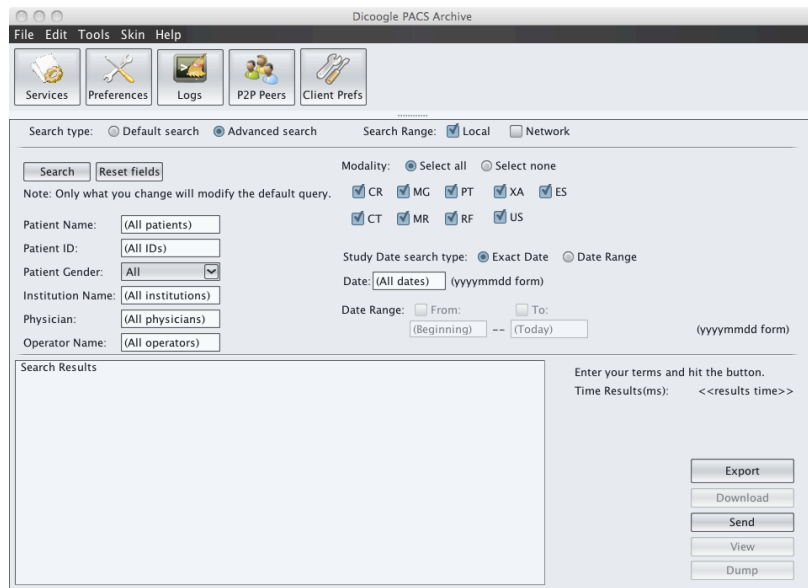 Dicoogle PACS Archive
File Edit Tools Skin Help
Services Preferences Logs P2P Peers Client Prefs
Search type: Default search Advanced search Search Range: Local Network
Search Reset fields
Note: Only what you change will modify the default query.
Patient Name: (All patients)
Patient ID: (All IDs)
Patient Gender: All
Institution Name: (All institutions)
Physician: (All physicians)
Operator Name: (All operators)
Modality: Select all Select none
CR MG PT XA ES
CT MR RF US
Study Date search type: Exact Date Date Range
Date: (All dates) (yyyymmdd form)
Date Range: From: To:
(Beginning) -- (Today) (yyyymmdd form)
Search Results
Enter your terms and hit the button.
Time Results(ms): <<results time>>
Export
Download
Send
View
Dump